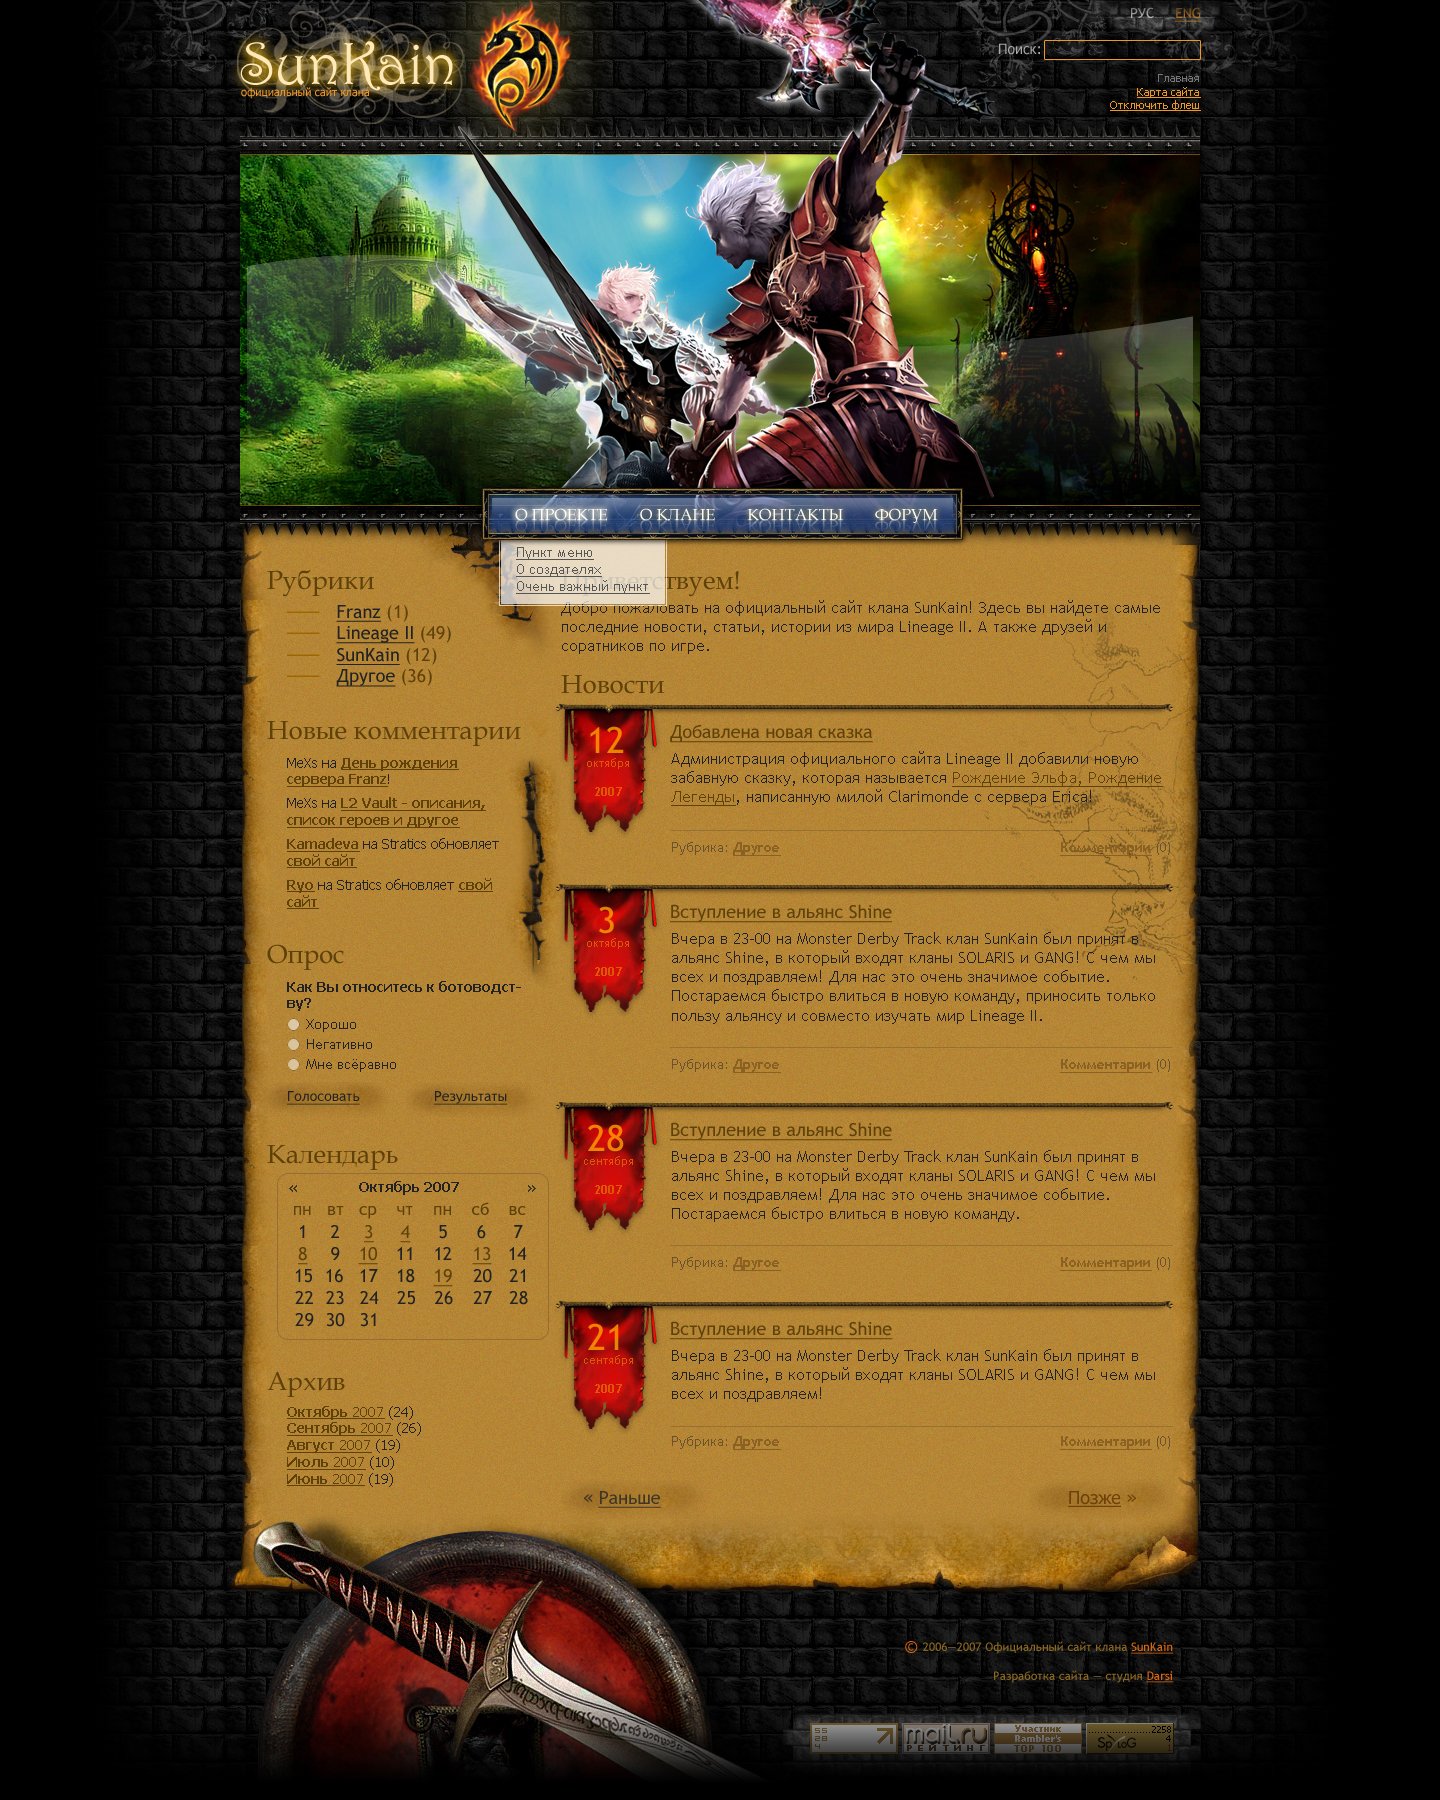 РУС ENG
SunKain
официальный сайт клана
Поиск:
Главная
Карта сайта
Отключить флеш
О ПРОЕКТЕ О КЛАНЕ КОНТАКТЫ ФОРУМ
Пункт меню
О создателях
Очень важный пункт
Рубрики
Franz (1)
Lineage II (49)
SunKain (12)
Другое (36)
Новые комментарии
MeXs на День рождения
сервера Franz!
MeXs на L2 Vault - описания,
список героев и другое
Kamadeva на Stratics обновляет
свой сайт
Ryo на Stratics обновляет свой
сайт
Опрос
Как Вы относитесь к ботоводст-
ву?
Хорошо
Негативно
Мне всёравно
Голосовать Результаты
Календарь
« Октябрь 2007 »
пн вт ср чт пн сб вс
1 2 3 4 5 6 7
8 9 10 11 12 13 14
15 16 17 18 19 20 21
22 23 24 25 26 27 28
29 30 31
Архив
Октябрь 2007 (24)
Сентябрь 2007 (26)
Август 2007 (19)
Июль 2007 (10)
Июнь 2007 (19)
Приветствуем!
Добро пожаловать на официальный сайт клана SunKain! Здесь вы найдете самые
последние новости, статьи, истории из мира Lineage II. А также друзей и
соратников по игре.
Новости
12
октября
2007
Добавлена новая сказка
Администрация официального сайта Lineage II добавили новую
забавную сказку, которая называется Рождение Эльфа, Рождение
Легенды, написанную милой Clarimonde с сервера Erica!
Рубрика: Другое Комментарии (0)
3
октября
2007
Вступление в альянс Shine
Вчера в 23-00 на Monster Derby Track клан SunKain был принят в
альянс Shine, в который входят кланы SOLARIS и GANG! С чем мы
всех и поздравляем! Для нас это очень значимое событие.
Постараемся быстро влиться в новую команду, приносить только
пользу альянсу и совместо изучать мир Lineage II.
Рубрика: Другое Комментарии (0)
28
сентября
2007
Вступление в альянс Shine
Вчера в 23-00 на Monster Derby Track клан SunKain был принят в
альянс Shine, в который входят кланы SOLARIS и GANG! С чем мы
всех и поздравляем! Для нас это очень значимое событие.
Постараемся быстро влиться в новую команду.
Рубрика: Другое Комментарии (0)
21
сентября
2007
Вступление в альянс Shine
Вчера в 23-00 на Monster Derby Track клан SunKain был принят в
альянс Shine, в который входят кланы SOLARIS и GANG! С чем мы
всех и поздравляем!
Рубрика: Другое Комментарии (0)
« Раньше Позже »
© 2006—2007 Официальный сайт клана SunKain
Разработка сайта — студия Darsi
mail.ru
РЕЙТИНГ
Участник
Rambler's
TOP 100
2258
4
1